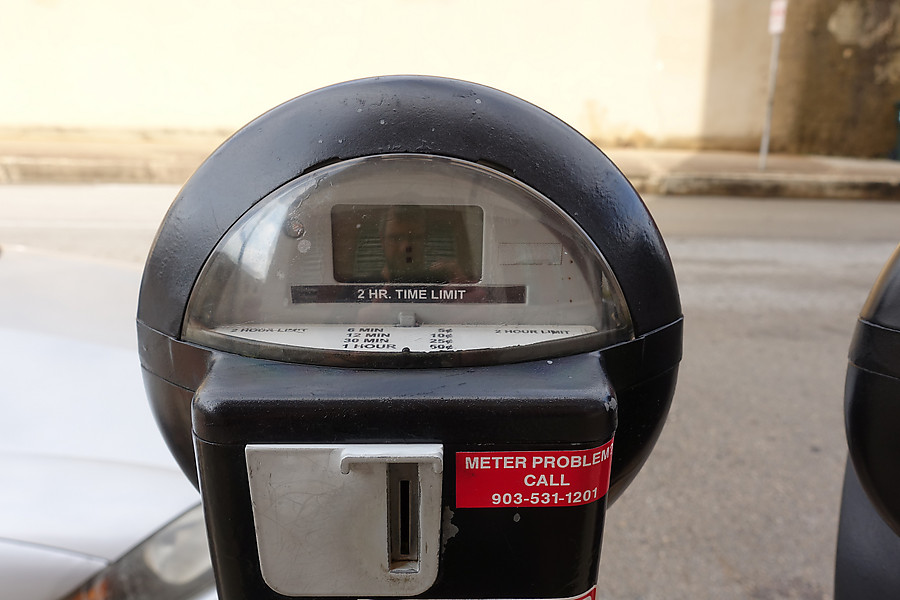 2 HR. TIME LIMIT
2 HOUR LIMIT 6 MIN 5¢ 2 HOUR LIMIT
12 MIN 10¢
30 MIN 25¢
1 HOUR 50¢
METER PROBLEM
CALL
903-531-1201